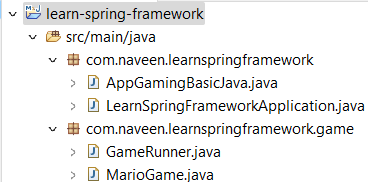 learn-spring-framework
src/main/java
com.naveen.learnspringframework
AppGamingBasicJava.java
LearnSpringFrameworkApplication.java
com.naveen.learnspringframework.game
GameRunner.java
MarioGame.java